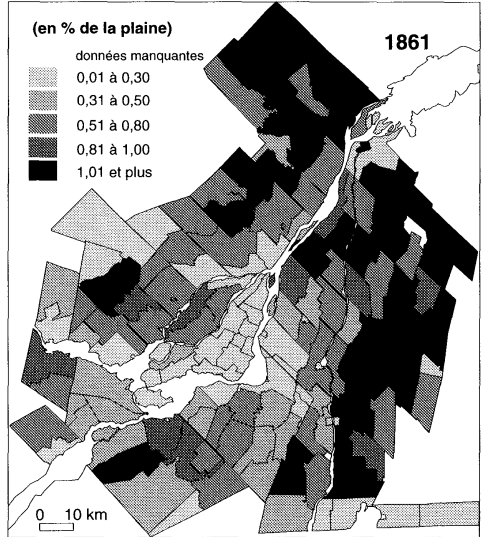 (en % de la plaine)
1861
données manquantes
0,01 à 0,30
0,31 à 0,50
0,51 à 0,80
0,81 à 1,00
1,01 et plus
0 10 km